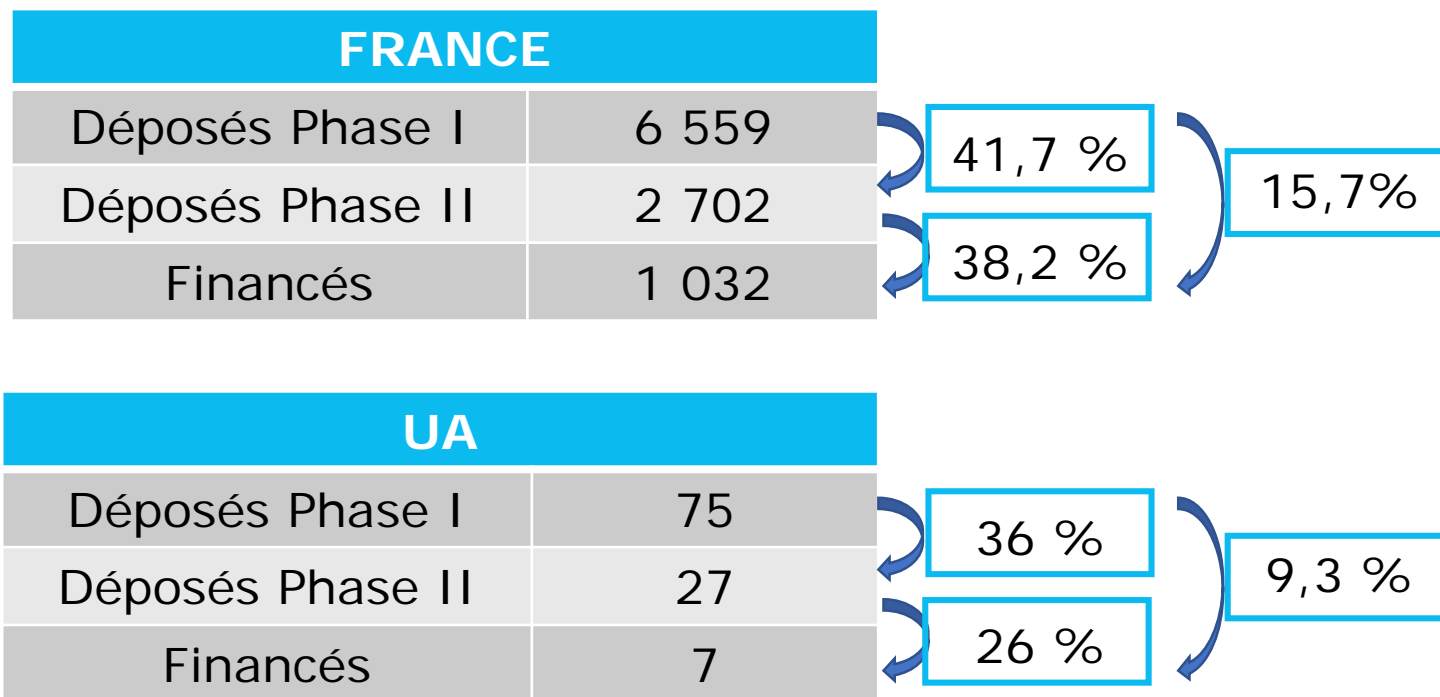 FRANCE
Déposés Phase I 6 559
Déposés Phase II 2 702
Financés 1 032
41,7 %
38,2 %
15,7%
UA
Déposés Phase I 75
Déposés Phase II 27
Financés 7
36 %
26 %
9,3 %